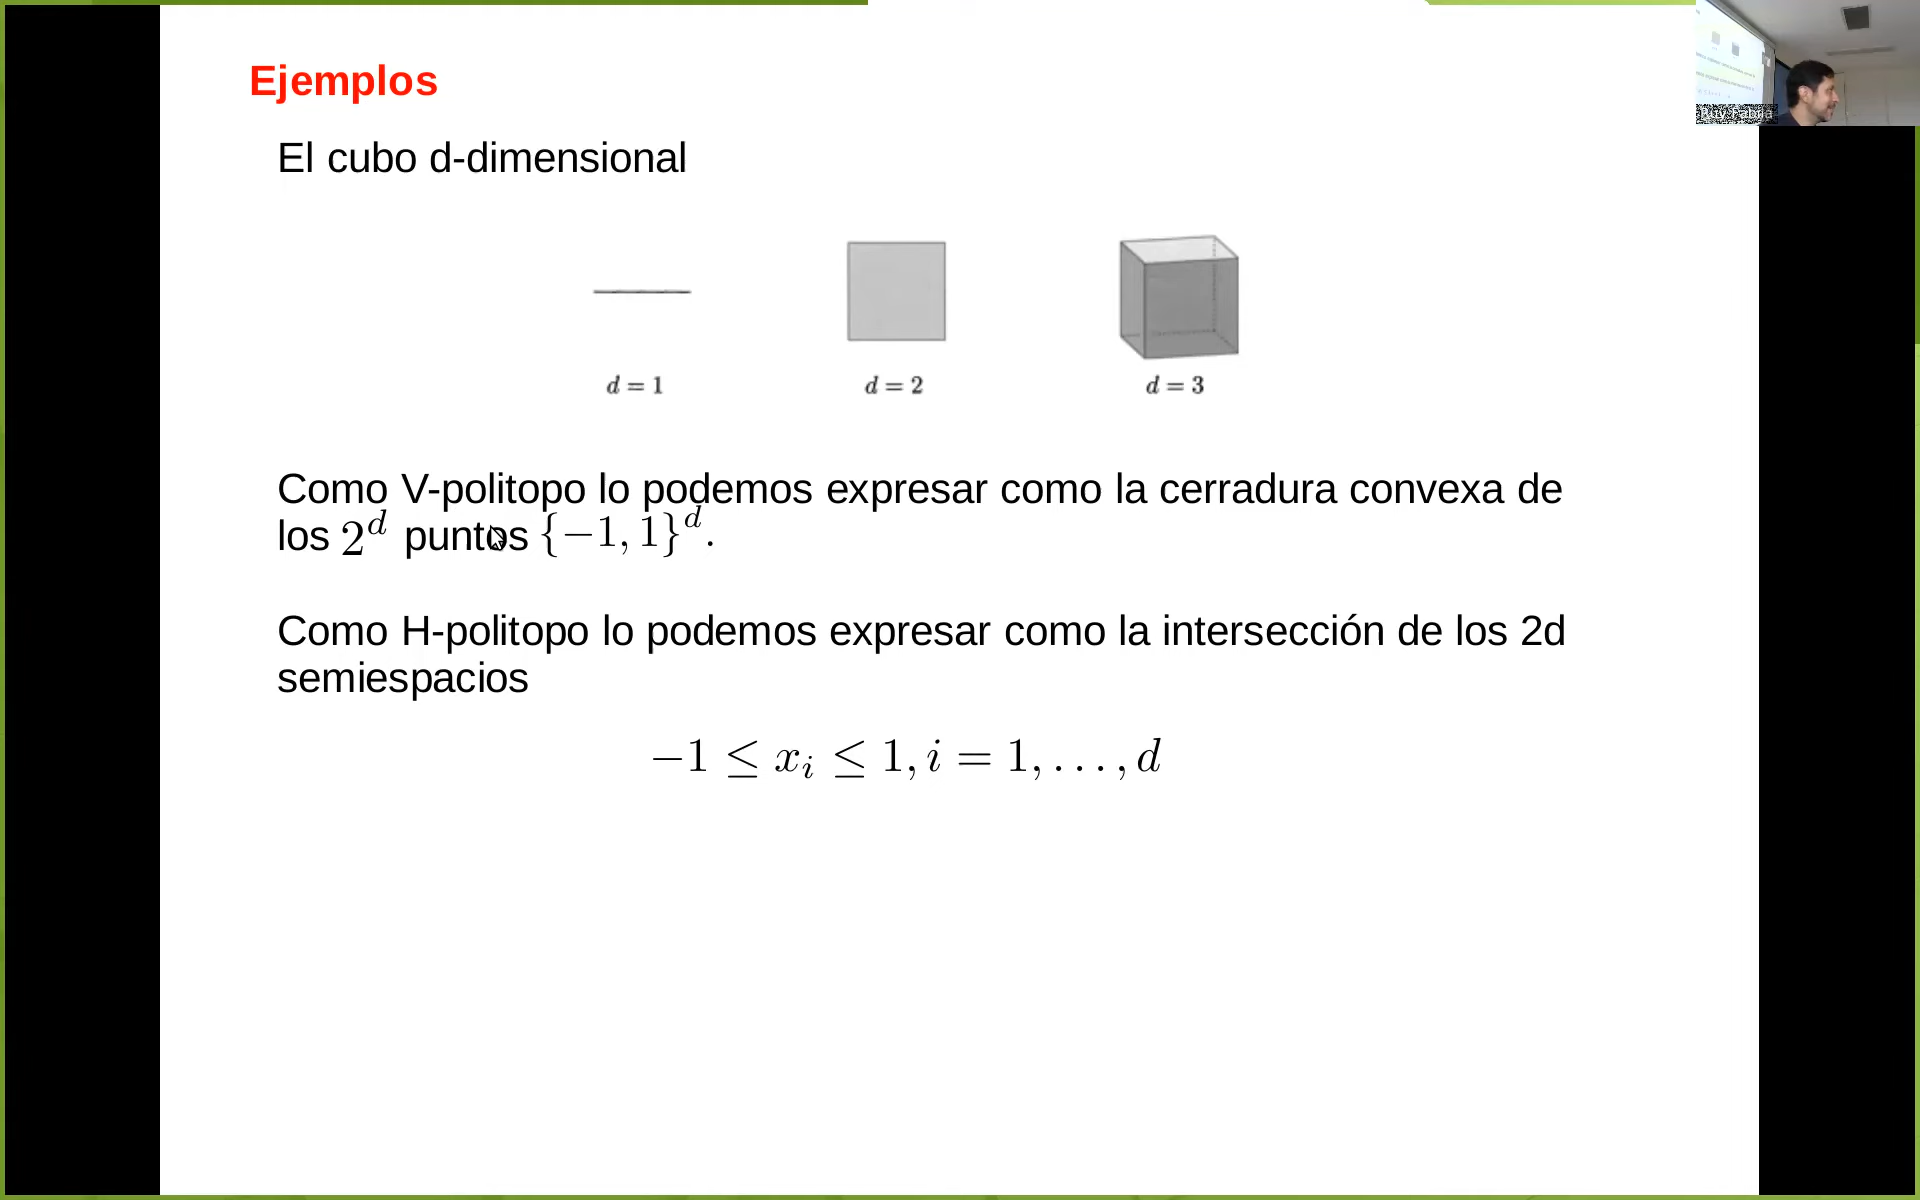 Ejemplos
El cubo d-dimensional
d = 1
d = 2
d = 3
Como V-politopo lo podemos expresar como la cerradura convexa de
los 2^d puntos {−1, 1}^d.
Como H-politopo lo podemos expresar como la intersección de los 2d
semiespacios
−1 ≤ x_i ≤ 1, i = 1, . . . , d